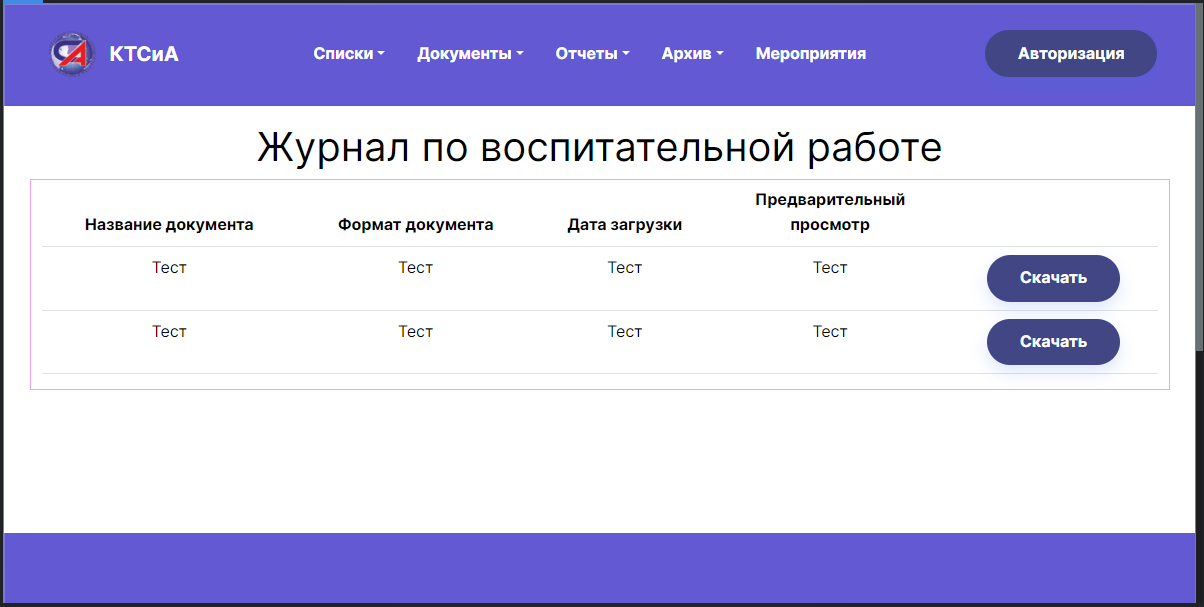 КТСиА
Списки
Документы
Отчеты
Архив
Мероприятия
Авторизация
Журнал по воспитательной работе
Название документа
Формат документа
Дата загрузки
Предварительный
просмотр
Тест
Тест
Тест
Тест
Скачать
Тест
Тест
Тест
Тест
Скачать